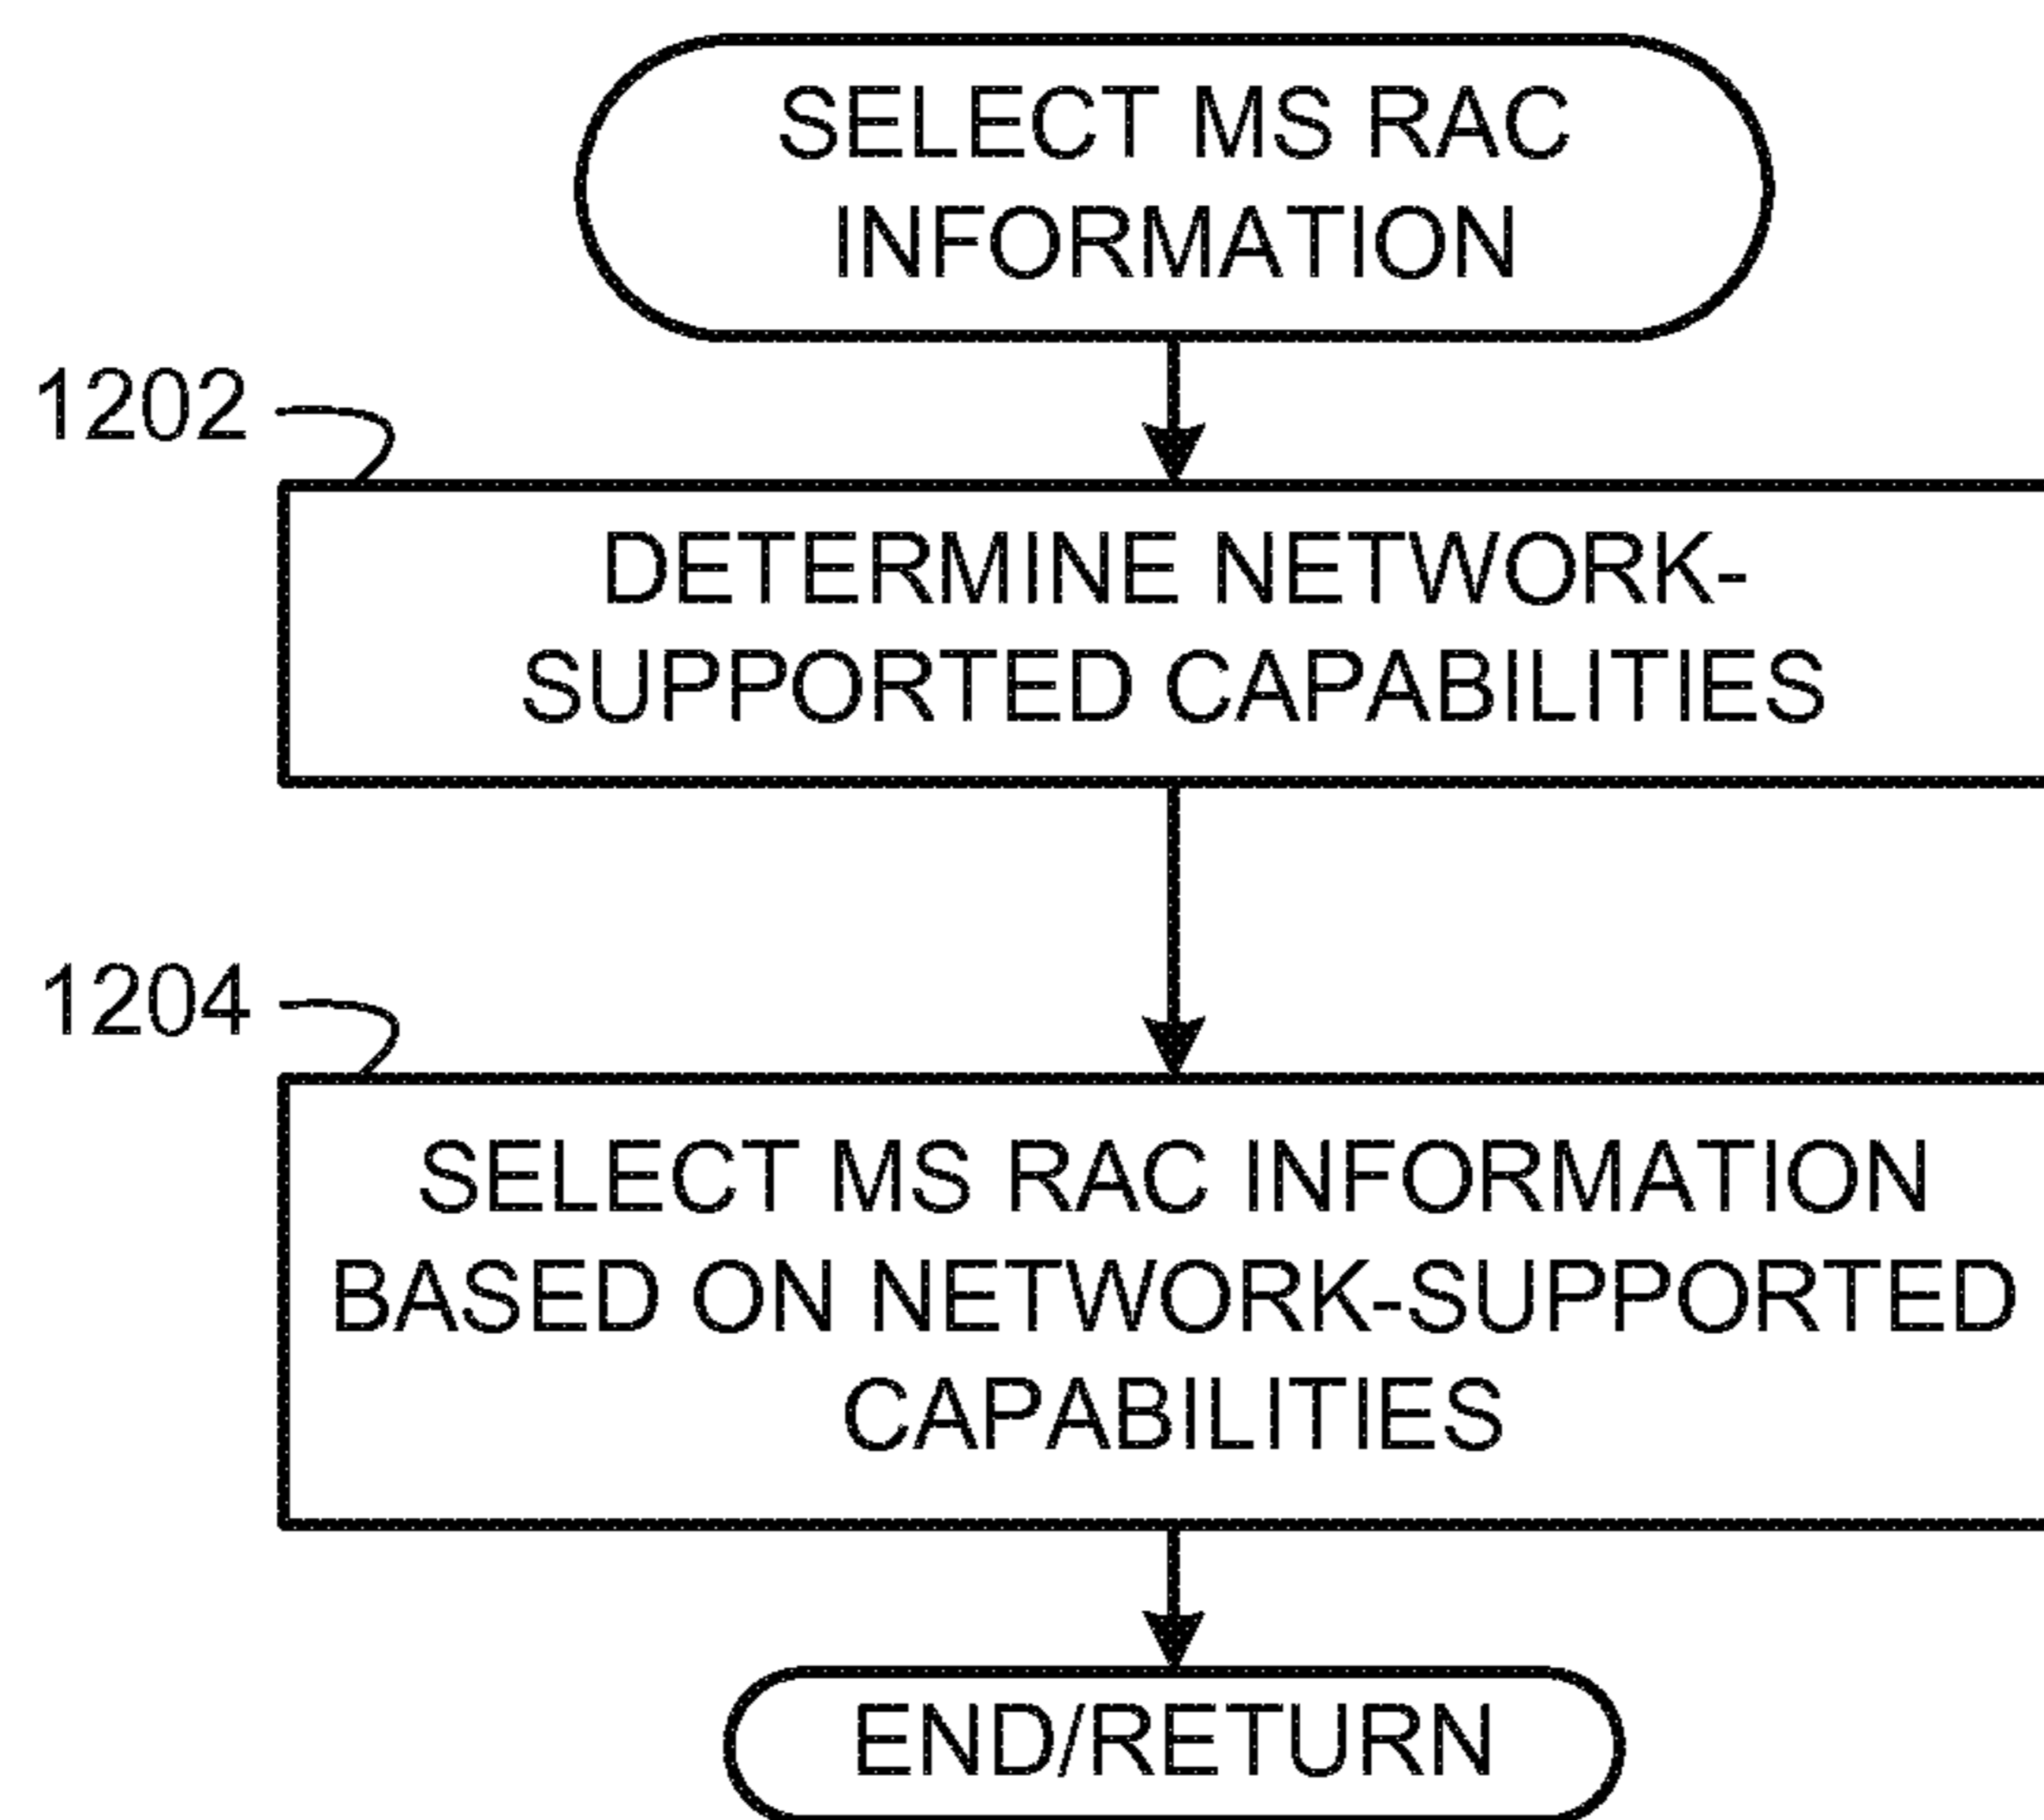 SELECT MS RAC
INFORMATION
1202
DETERMINE NETWORK-
SUPPORTED CAPABILITIES
1204
SELECT MS RAC INFORMATION
BASED ON NETWORK-SUPPORTED
CAPABILITIES
END/RETURN